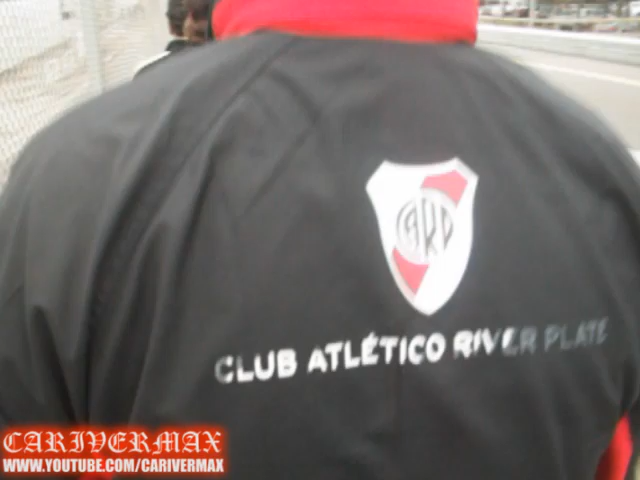 CARP
CLUB ATLÉTICO RIVER PLATE
CARIVERMAX
WWW.YOUTUBE.COM/CARIVERMAX